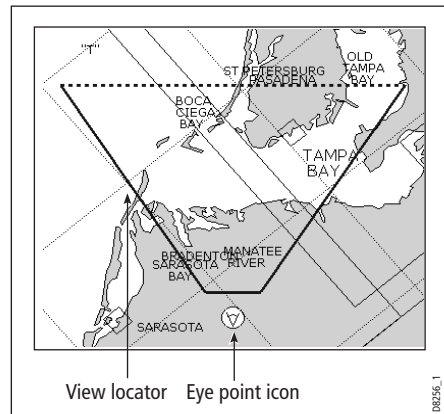 "T"
OLD
TAMPA
BAY
ST PETERSBURG
PASADENA
BOCA
CIEGA
BAY
TAMPA
BAY
BRADENTON
MANATEE
RIVER
SARASOTA
BAY
SARASOTA
View locator
Eye point icon
D8256_1